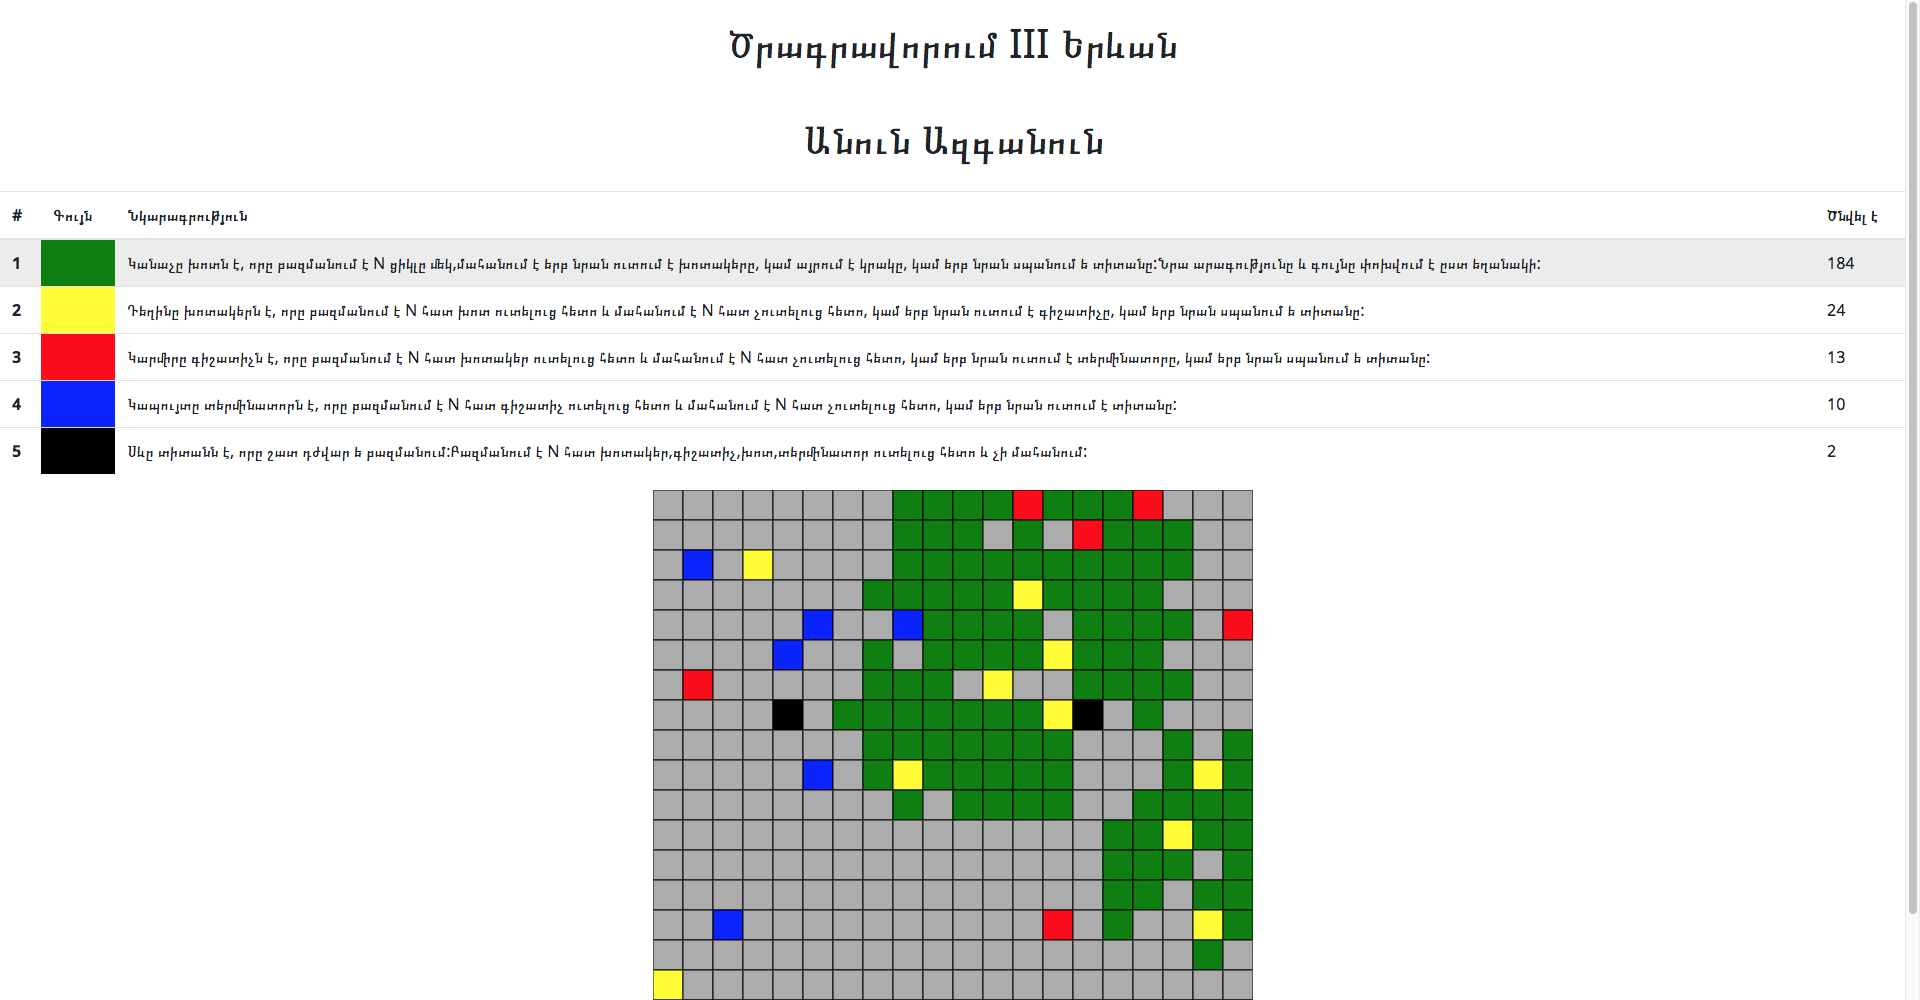 Ծրագրավորում III Երևան
Անուն Ազգանուն
# Գույն Նկարագրություն Ծնվել է
1 Կանաչը խոտն է, որը բազմանում է N ցիկլը մեկ,մահանում է երբ նրան ուտում է խոտակերը, կամ այրում է կրակը, կամ երբ նրան սպանում ե տիտանը:Նրա արագությունը և գույնը փոխվում է ըստ եղանակի: 184
2 Դեղինը խոտակերն է, որը բազմանում է N հատ խոտ ուտելուց հետո և մահանում է N հատ չուտելուց հետո, կամ երբ նրան ուտում է գիշատիչը, կամ երբ նրան սպանում ե տիտանը: 24
3 Կարմիրը գիշատիչն է, որը բազմանում է N հատ խոտակեր ուտելուց հետո և մահանում է N հատ չուտելուց հետո, կամ երբ նրան ուտում է տերմինատորը, կամ երբ նրան սպանում ե տիտանը: 13
4 Կապույտը տերմինատորն է, որը բազմանում է N հատ գիշատիչ ուտելուց հետո և մահանում է N հատ չուտելուց հետո, կամ երբ նրան ուտում է տիտանը: 10
5 Սևը տիտանն է, որը շատ դժվար ե բազմանում:Բազմանում է N հատ խոտակեր,գիշատիչ,խոտ,տերմինատոր ուտելուց հետո և չի մահանում: 2